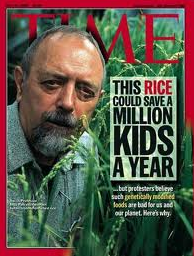 TIME
THIS RICE
COULD SAVE A
MILLION
KIDS
A YEAR
...but protesters believe
such genetically modified
foods are bad for us and
our planet. Here's why.